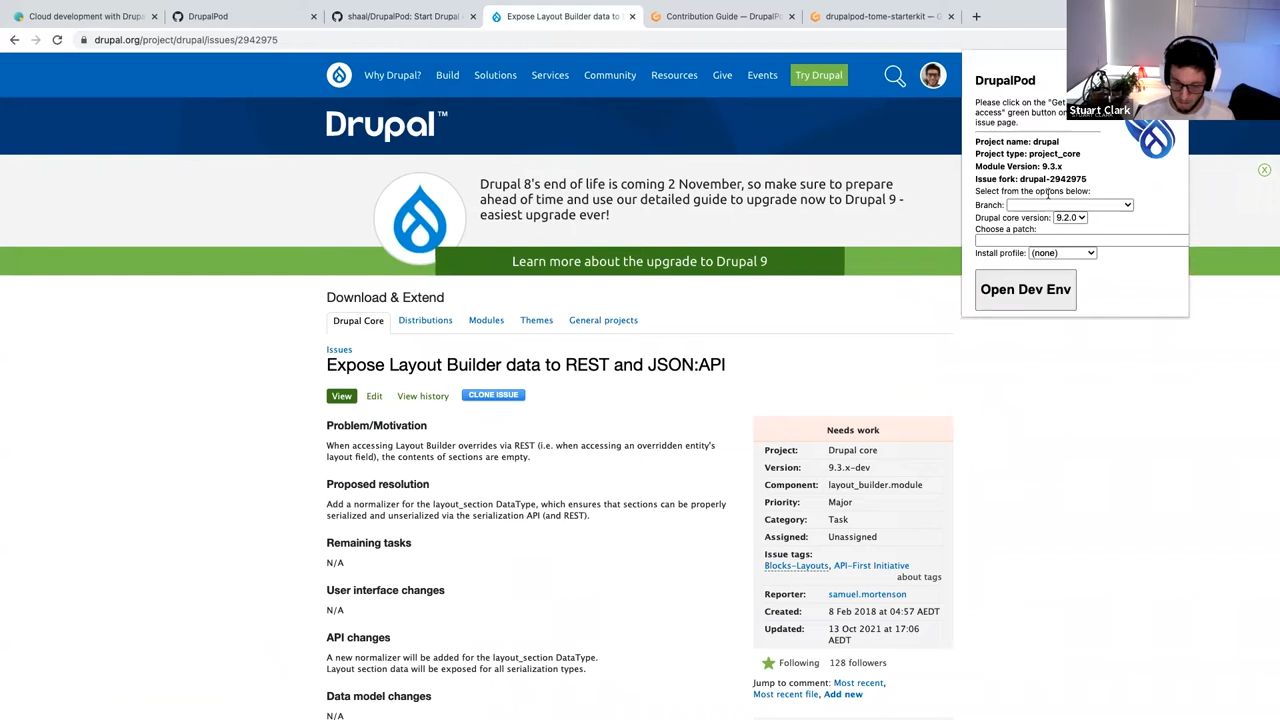 Cloud development with Drupa
DrupalPod
shaal/DrupalPod: Start Drupal
Expose Layout Builder data to
Contribution Guide — DrupalPo
drupalpod-tome-starterkit —
drupal.org/project/drupal/issues/2942975
Why Drupal?
Build
Solutions
Services
Community
Resources
Give
Events
Try Drupal
Drupal™
Drupal 8's end of life is coming 2 November, so make sure to prepare
ahead of time and use our detailed guide to upgrade now to Drupal 9 -
easiest upgrade ever!
Learn more about the upgrade to Drupal 9
DrupalPod
Please click on the "Get
access" green button on
issue page.
Project name: drupal
Project type: project_core
Module Version: 9.3.x
Issue fork: drupal-2942975
Select from the options below:
Branch:
Drupal core version: 9.2.0
Choose a patch:
Install profile: (none)
Open Dev Env
Stuart Clark
STUART CLARK
Download & Extend
Drupal Core
Distributions
Modules
Themes
General projects
Issues
Expose Layout Builder data to REST and JSON:API
View
Edit
View history
CLONE ISSUE
Problem/Motivation
When accessing Layout Builder overrides via REST (i.e. when accessing an overridden entity's
layout field), the contents of sections are empty.
Proposed resolution
Add a normalizer for the layout_section DataType, which ensures that sections can be properly
serialized and unserialized via the serialization API (and REST).
Remaining tasks
N/A
User interface changes
N/A
API changes
A new normalizer will be added for the layout_section DataType.
Layout section data will be exposed for all serialization types.
Data model changes
N/A
Needs work
Project: Drupal core
Version: 9.3.x-dev
Component: layout_builder.module
Priority: Major
Category: Task
Assigned: Unassigned
Issue tags:
Blocks-Layouts, API-First Initiative
about tags
Reporter: samuel.mortenson
Created: 8 Feb 2018 at 04:57 AEDT
Updated: 13 Oct 2021 at 17:06
AEDT
Following 128 followers
Jump to comment: Most recent,
Most recent file, Add new